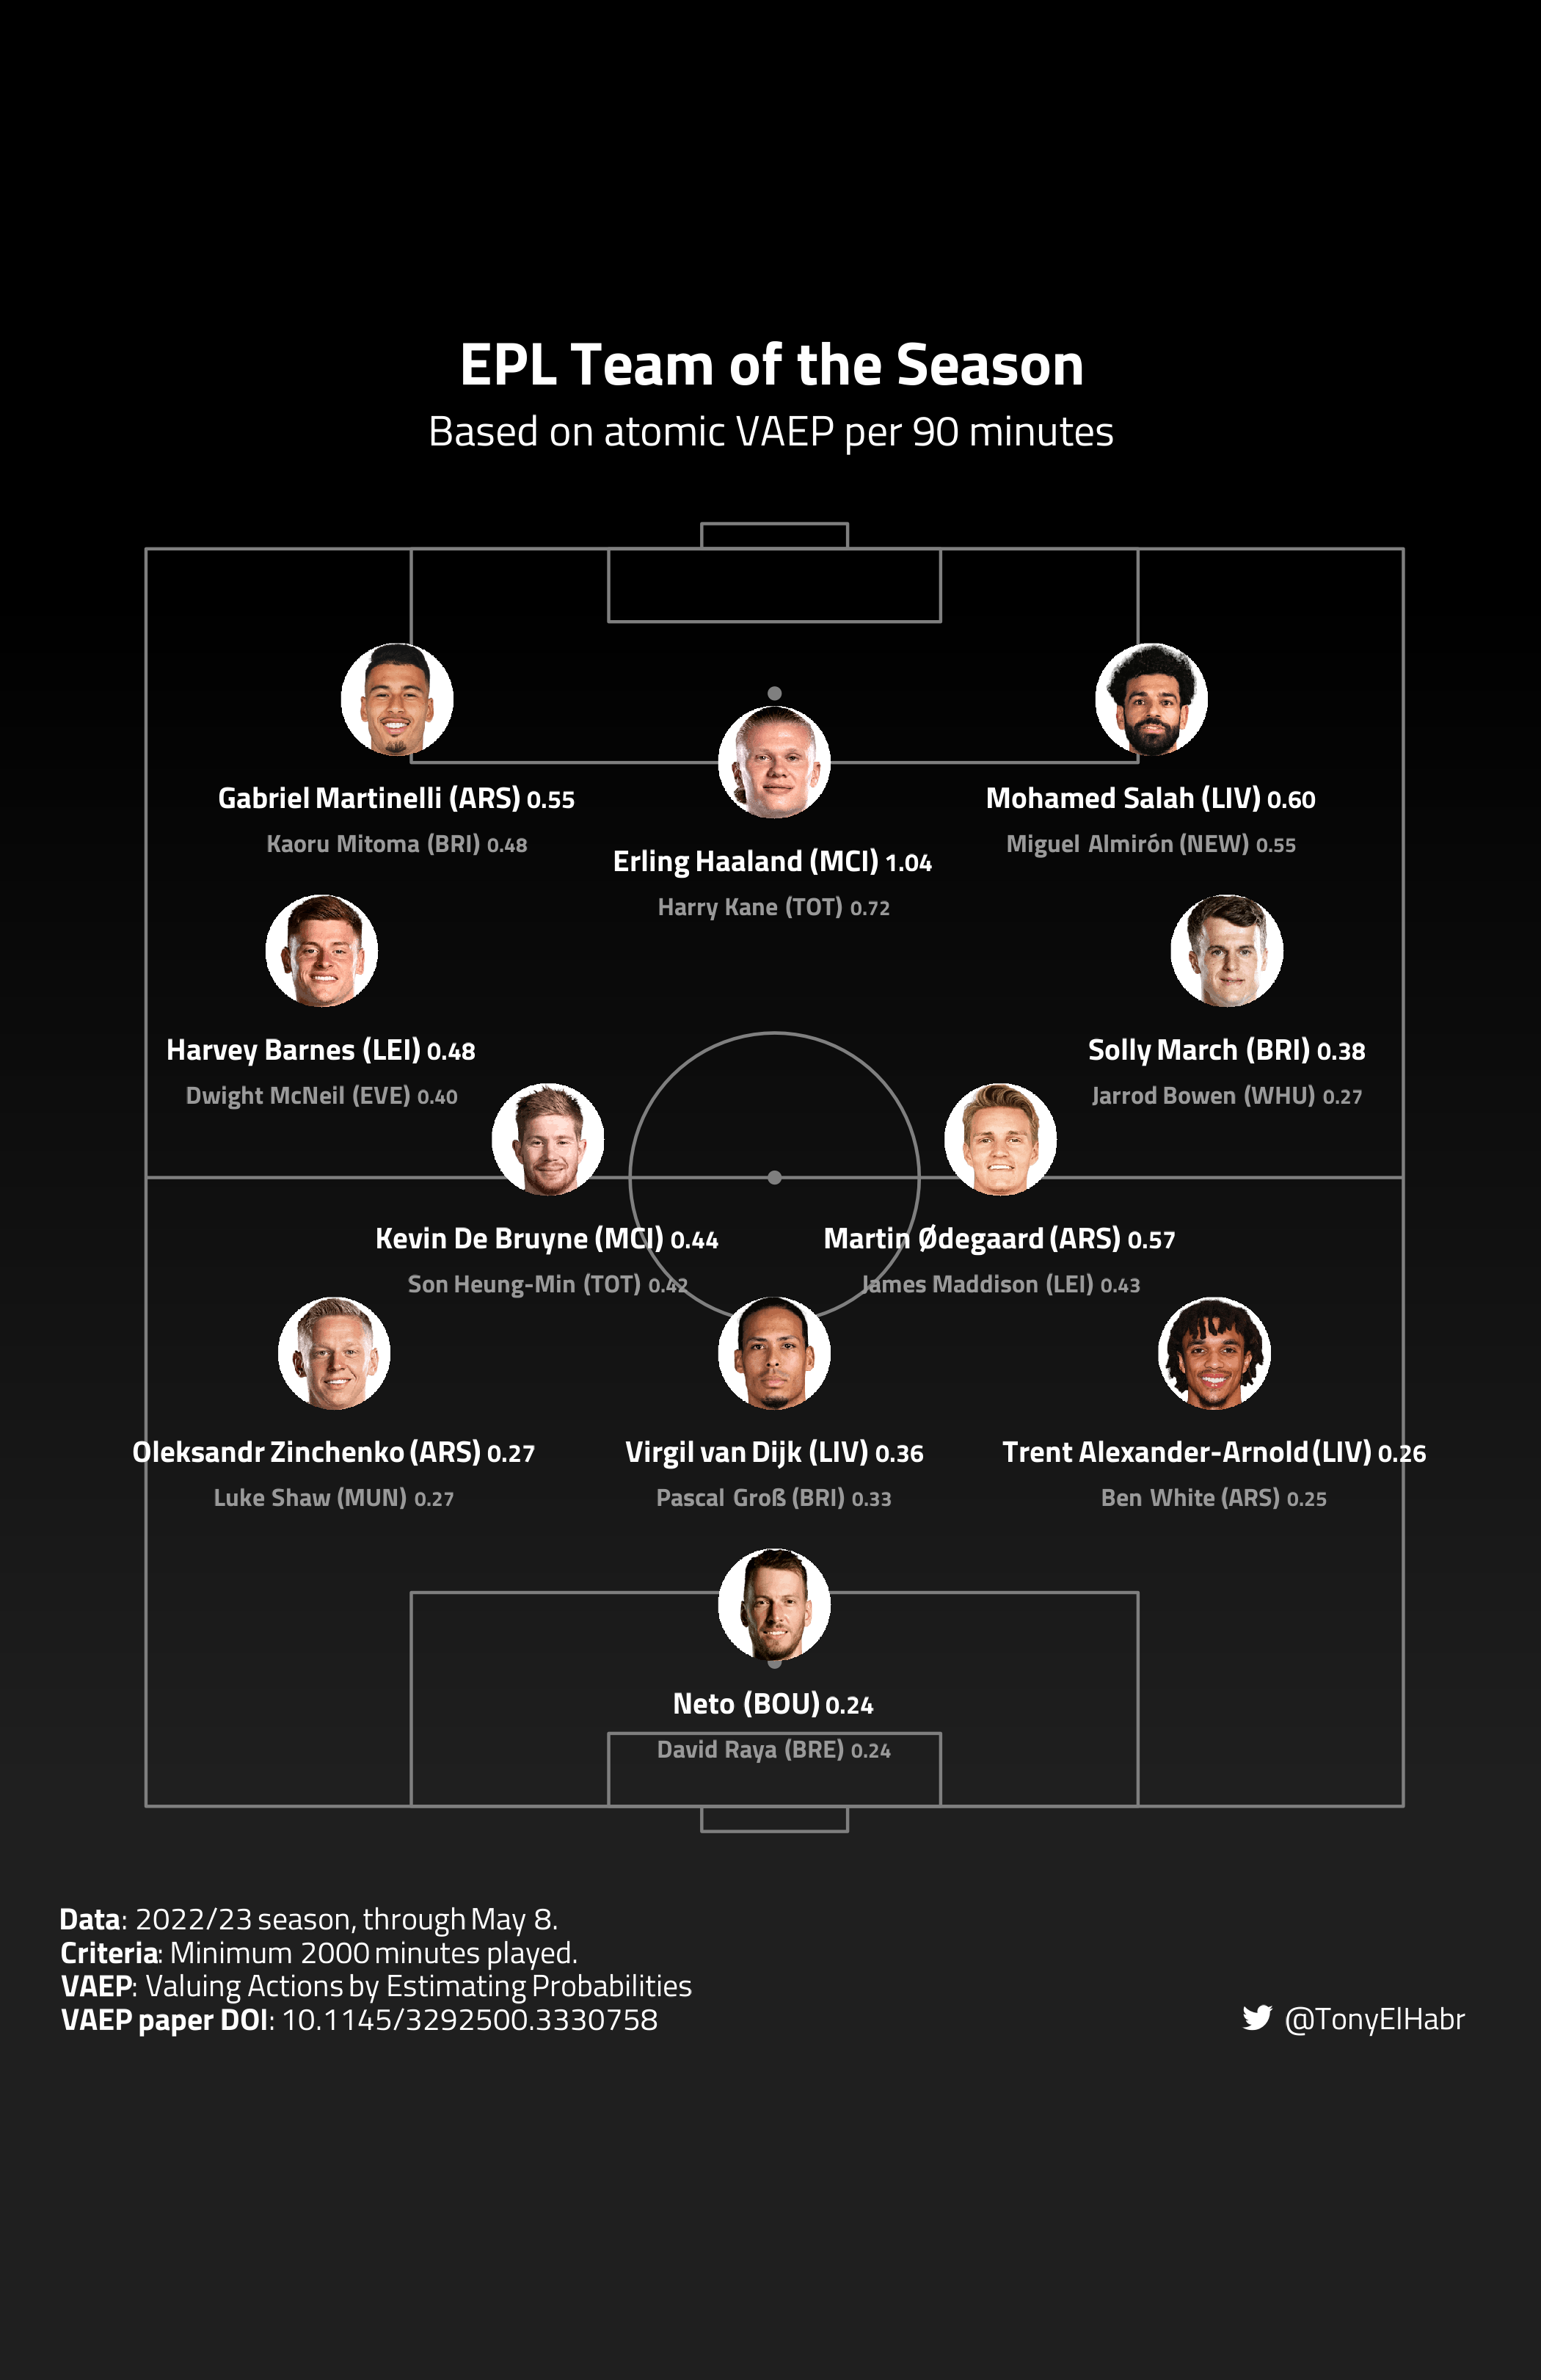 EPL Team of the Season
Based on atomic VAEP per 90 minutes
Gabriel Martinelli (ARS) 0.55
Kaoru Mitoma (BRI) 0.48
Erling Haaland (MCI) 1.04
Harry Kane (TOT) 0.72
Mohamed Salah (LIV) 0.60
Miguel Almirón (NEW) 0.55
Harvey Barnes (LEI) 0.48
Dwight McNeil (EVE) 0.40
Solly March (BRI) 0.38
Jarrod Bowen (WHU) 0.27
Kevin De Bruyne (MCI) 0.44
Son Heung-Min (TOT) 0.42
Martin Ødegaard (ARS) 0.57
James Maddison (LEI) 0.43
Oleksandr Zinchenko (ARS) 0.27
Luke Shaw (MUN) 0.27
Virgil van Dijk (LIV) 0.36
Pascal Groß (BRI) 0.33
Trent Alexander-Arnold (LIV) 0.26
Ben White (ARS) 0.25
Neto (BOU) 0.24
David Raya (BRE) 0.24
Data: 2022/23 season, through May 8.
Criteria: Minimum 2000 minutes played.
VAEP: Valuing Actions by Estimating Probabilities
VAEP paper DOI: 10.1145/3292500.3330758
@TonyElHabr